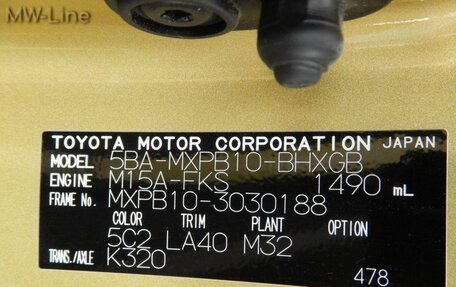 MW-Line
TOYOTA MOTOR CORPORATION JAPAN
MODEL 5BA-MXPB10-BHXGB
ENGINE M15A-FKS 1490 mL
FRAME No. MXPB10-3030188
COLOR TRIM PLANT OPTION
5C2 LA40 M32
TRANS./AXLE K320
478